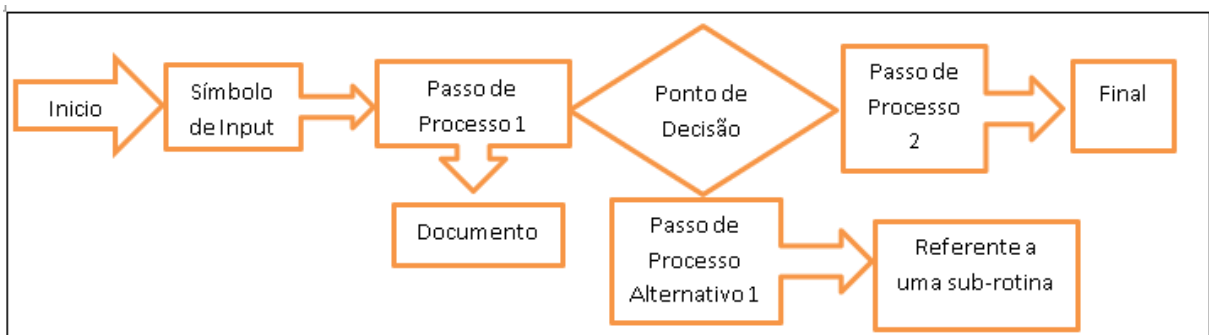 Inicio
Símbolo
de Input
Passo de
Processo 1
Documento
Ponto de
Decisão
Passo de
Processo
Alternativo 1
Referente a
uma sub-rotina
Passo de
Processo
2
Final